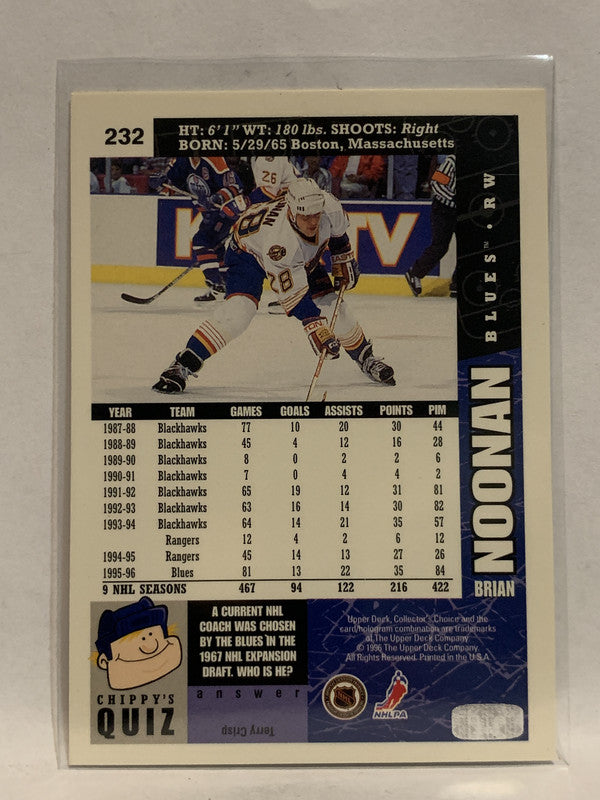 232
HT: 6'1" WT: 180 lbs. SHOOTS: Right
BORN: 5/29/65 Boston, Massachusetts
26
NOONAN
28
BLUES™ • RW
BRIAN NOONAN
YEAR TEAM GAMES GOALS ASSISTS POINTS PIM
1987-88 Blackhawks 77 10 20 30 44
1988-89 Blackhawks 45 4 12 16 28
1989-90 Blackhawks 8 0 2 2 6
1990-91 Blackhawks 7 0 4 4 2
1991-92 Blackhawks 65 19 12 31 81
1992-93 Blackhawks 63 16 14 30 82
1993-94 Blackhawks 64 14 21 35 57
Rangers 12 4 2 6 12
1994-95 Rangers 45 14 13 27 26
1995-96 Blues 81 13 22 35 84
9 NHL SEASONS 467 94 122 216 422
CHIPPY'S
QUIZ
A CURRENT NHL
COACH WAS CHOSEN
BY THE BLUES IN THE
1967 NHL EXPANSION
DRAFT. WHO IS HE?
answer
Terry Crisp
Upper Deck, Collector's Choice and the
card/hologram combination are trademarks
of The Upper Deck Company.
© 1996 The Upper Deck Company.
All Rights Reserved. Printed in the U.S.A.
NHLPA